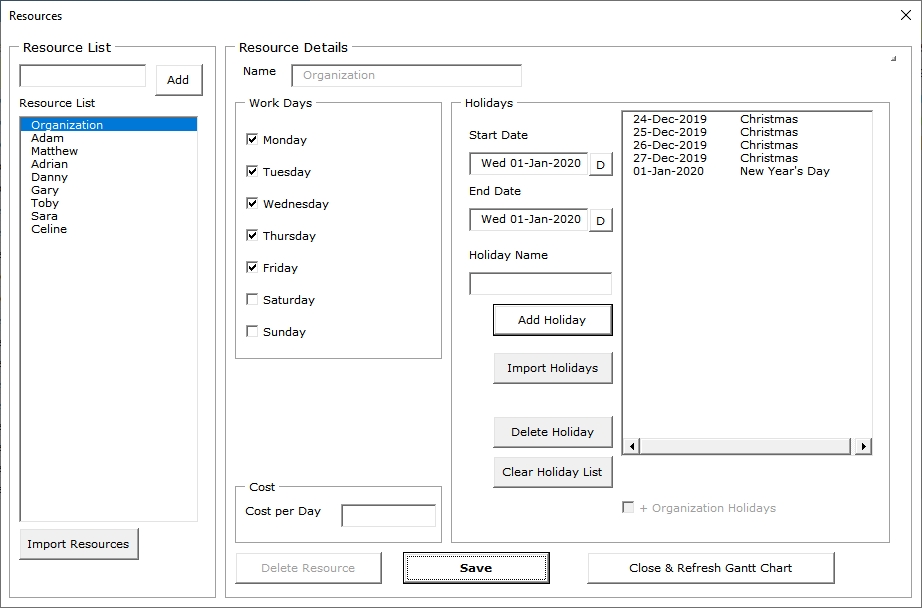 Resources
Resource List
Add
Resource List
Organization
Adam
Matthew
Adrian
Danny
Gary
Toby
Sara
Celine
Import Resources
Resource Details
Name Organization
Work Days
Monday
Tuesday
Wednesday
Thursday
Friday
Saturday
Sunday
Cost
Cost per Day
Holidays
Start Date
Wed 01-Jan-2020 D
End Date
Wed 01-Jan-2020 D
Holiday Name
Add Holiday
Import Holidays
Delete Holiday
Clear Holiday List
24-Dec-2019 Christmas
25-Dec-2019 Christmas
26-Dec-2019 Christmas
27-Dec-2019 Christmas
01-Jan-2020 New Year's Day
+ Organization Holidays
Delete Resource
Save
Close & Refresh Gantt Chart